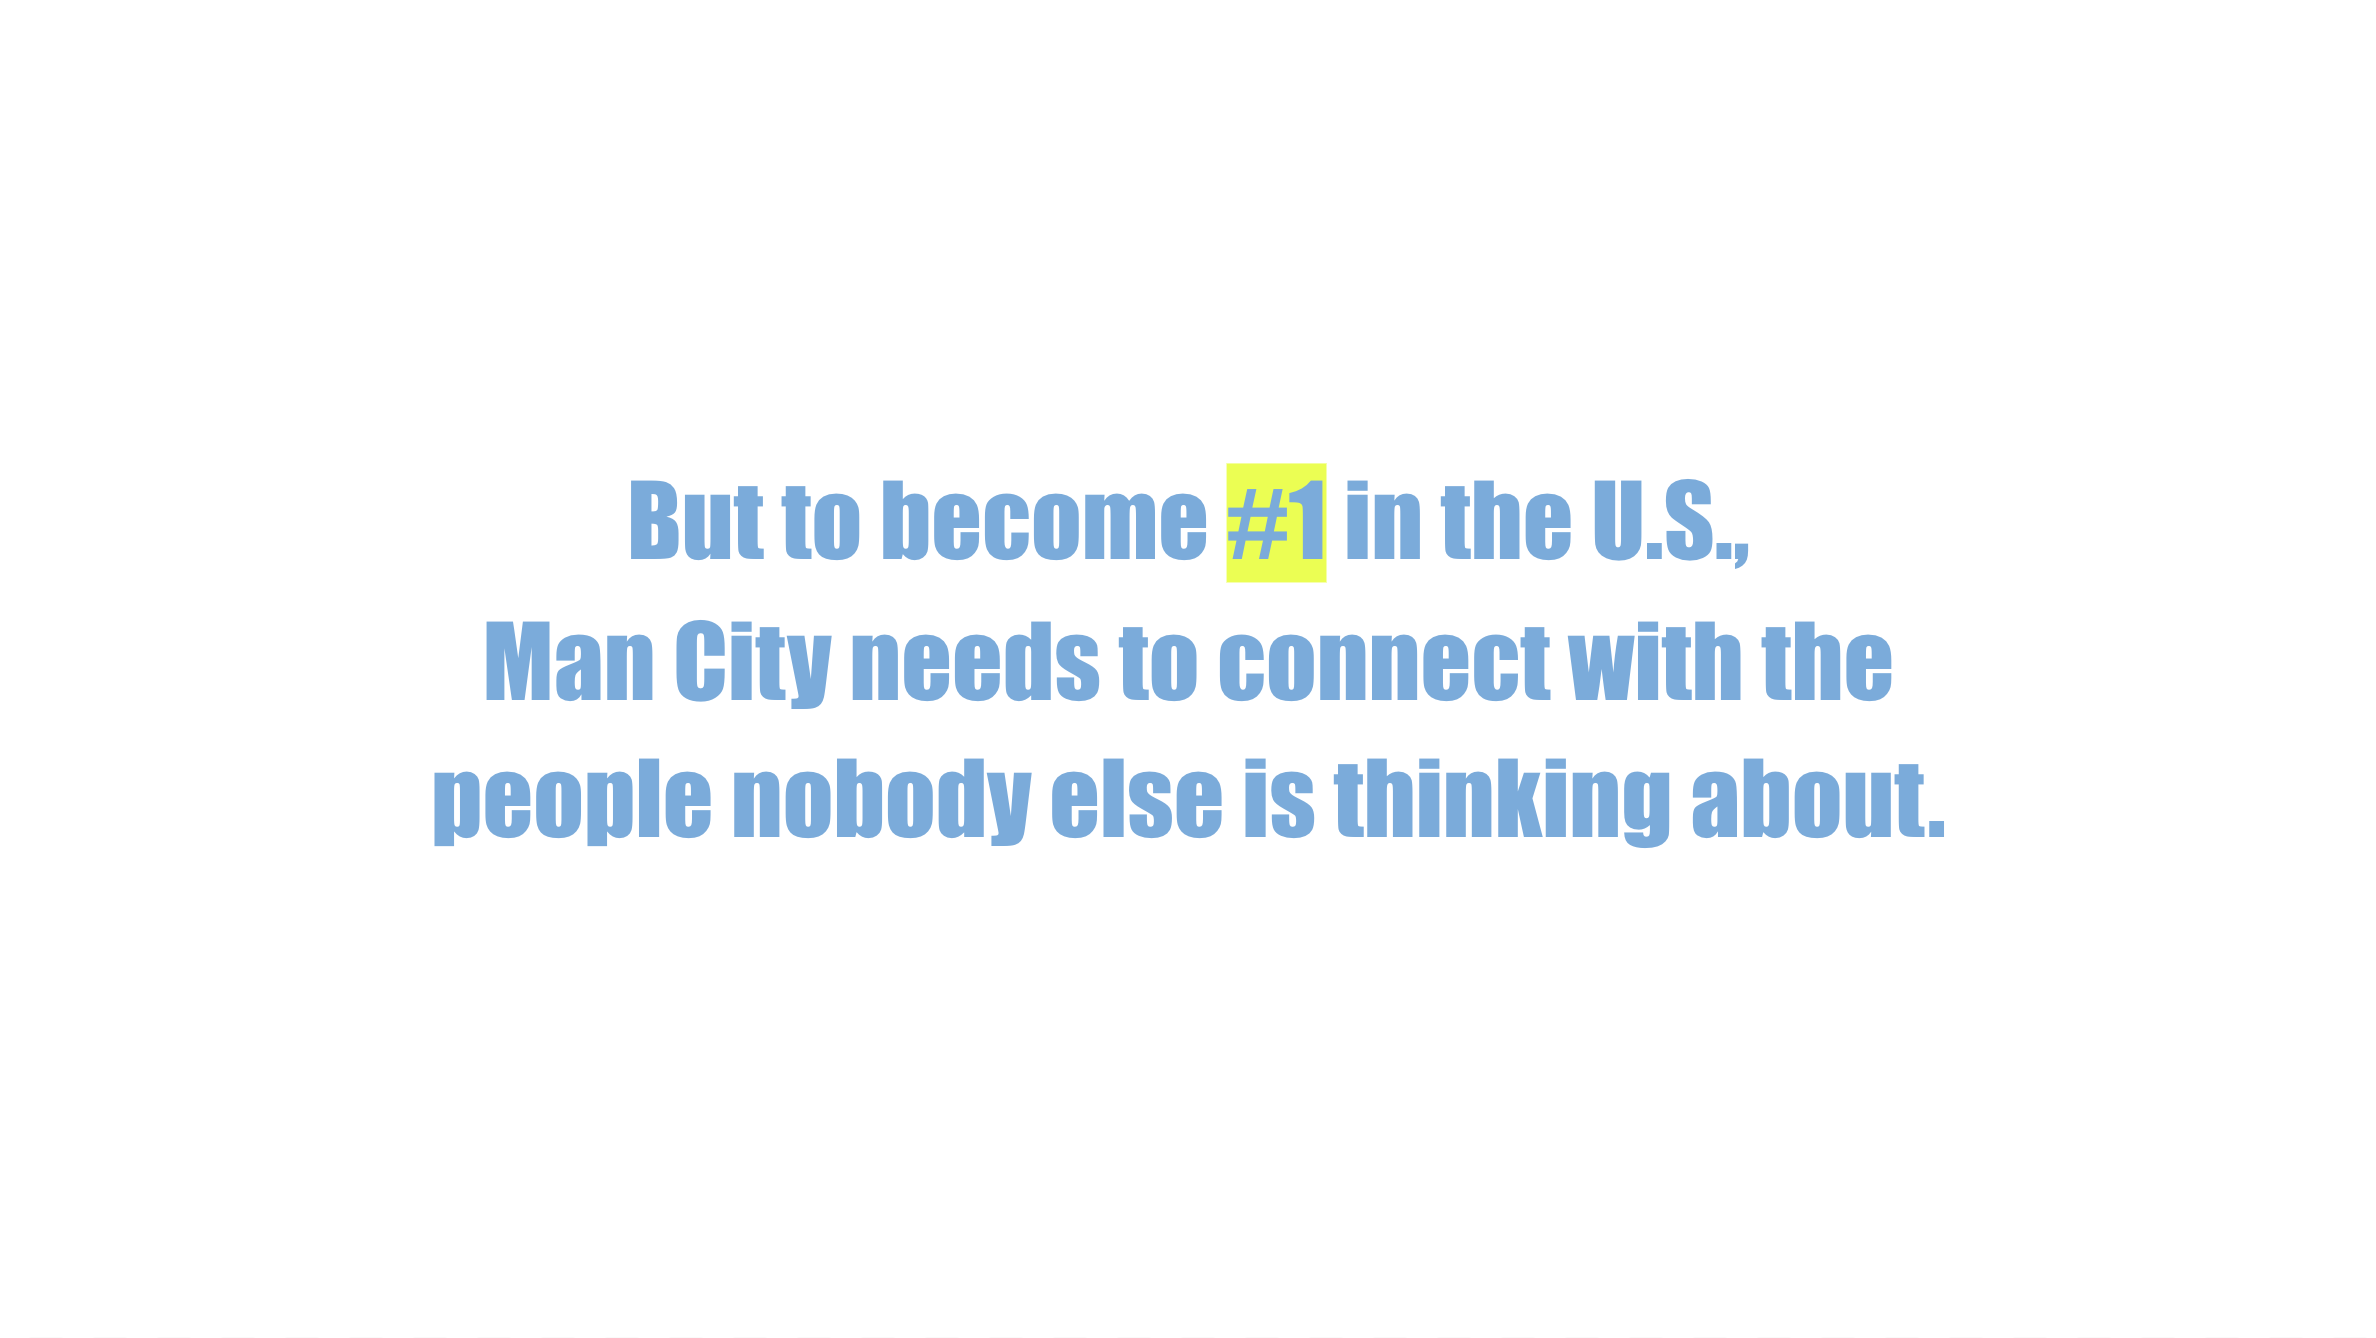 But to become #1 in the U.S.,
Man City needs to connect with the
people nobody else is thinking about.